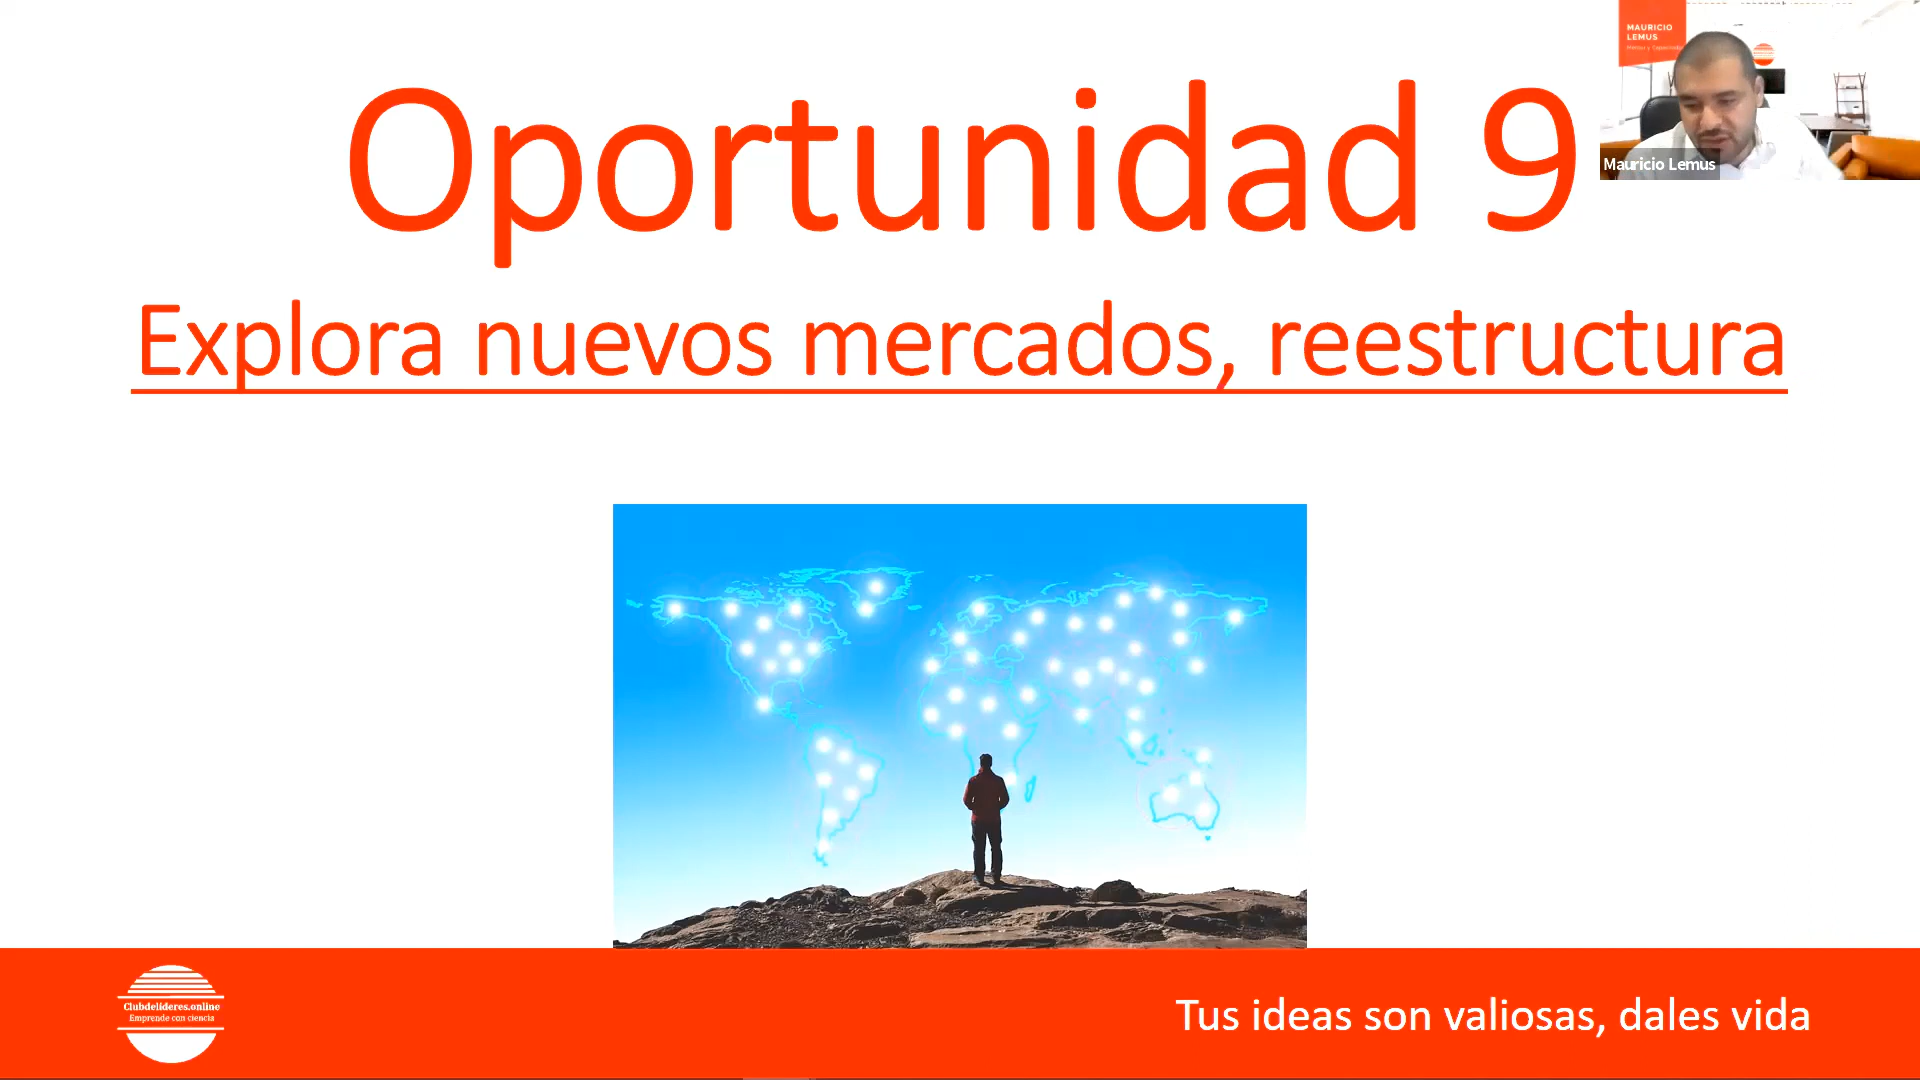 Oportunidad 9
Explora nuevos mercados, reestructura
MAURICIO
LEMUS
Mauricio Lemus
Clubdelideres.online
Emprende con ciencia
Tus ideas son valiosas, dales vida